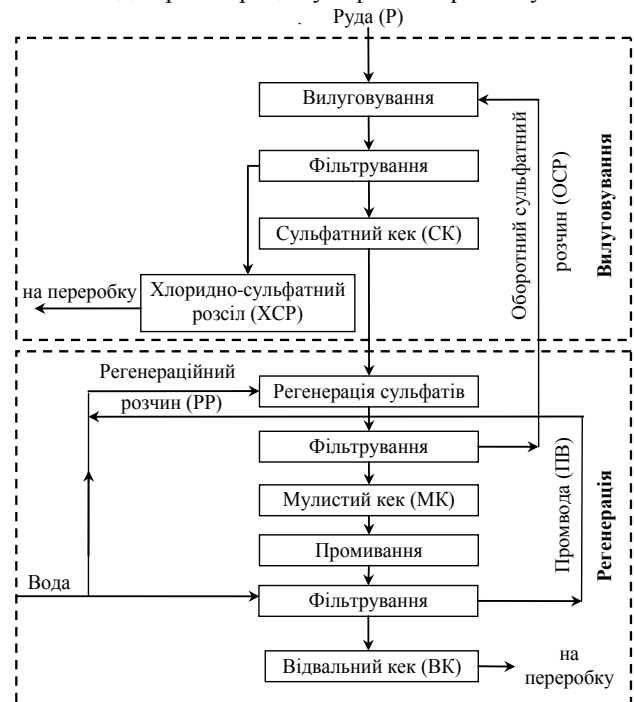 Руда (Р)
Вилуговування
Фільтрування
Сульфатний кек (СК)
на переробку
Хлоридно-сульфатний
розсіл (ХСР)
Оборотний сульфатний
розчин (ОСР)
Вилуговування
Регенераційний
розчин (РР)
Регенерація сульфатів
Фільтрування
Мулистий кек (МК)
Промивання
Вода
Фільтрування
Промвода (ПВ)
Регенерація
Відвальний кек (ВК)
на
переробку